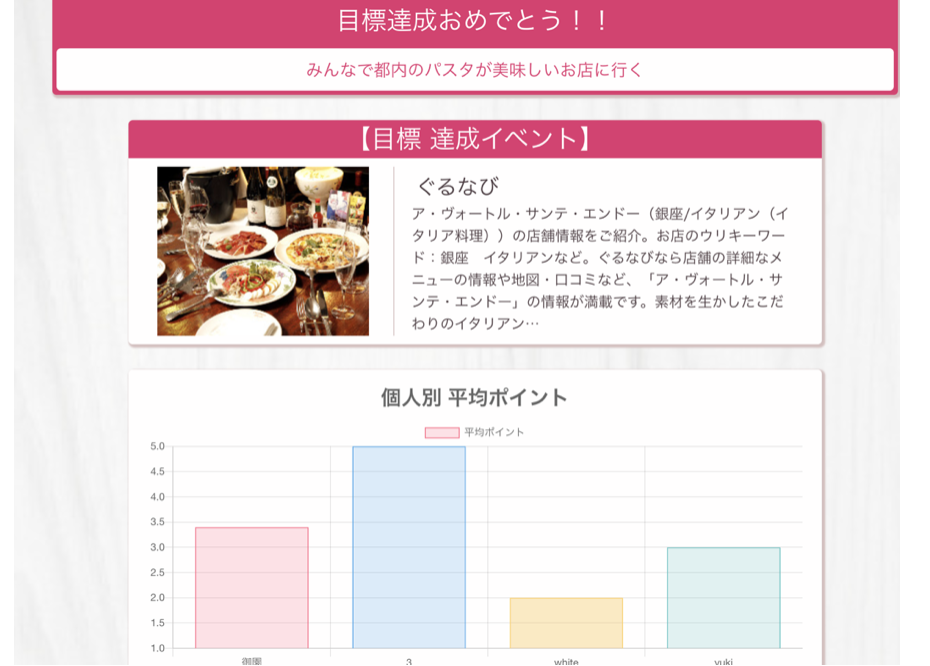 目標達成おめでとう！！
みんなで都内のパスタが美味しいお店に行く
【目標 達成イベント】
ぐるなび
ア・ヴォートル・サンテ・エンドー（銀座/イタリアン（イ
タリア料理））の店舗情報をご紹介。お店のウリキーワー
ド：銀座　イタリアンなど。ぐるなびなら店舗の詳細なメ
ニューの情報や地図・口コミなど、「ア・ヴォートル・サ
ンテ・エンドー」の情報が満載です。素材を生かしたこだ
わりのイタリアン…
個人別 平均ポイント
平均ポイント
5.0
4.5
4.0
3.5
3.0
2.5
2.0
1.5
1.0
御園 3 white yuki